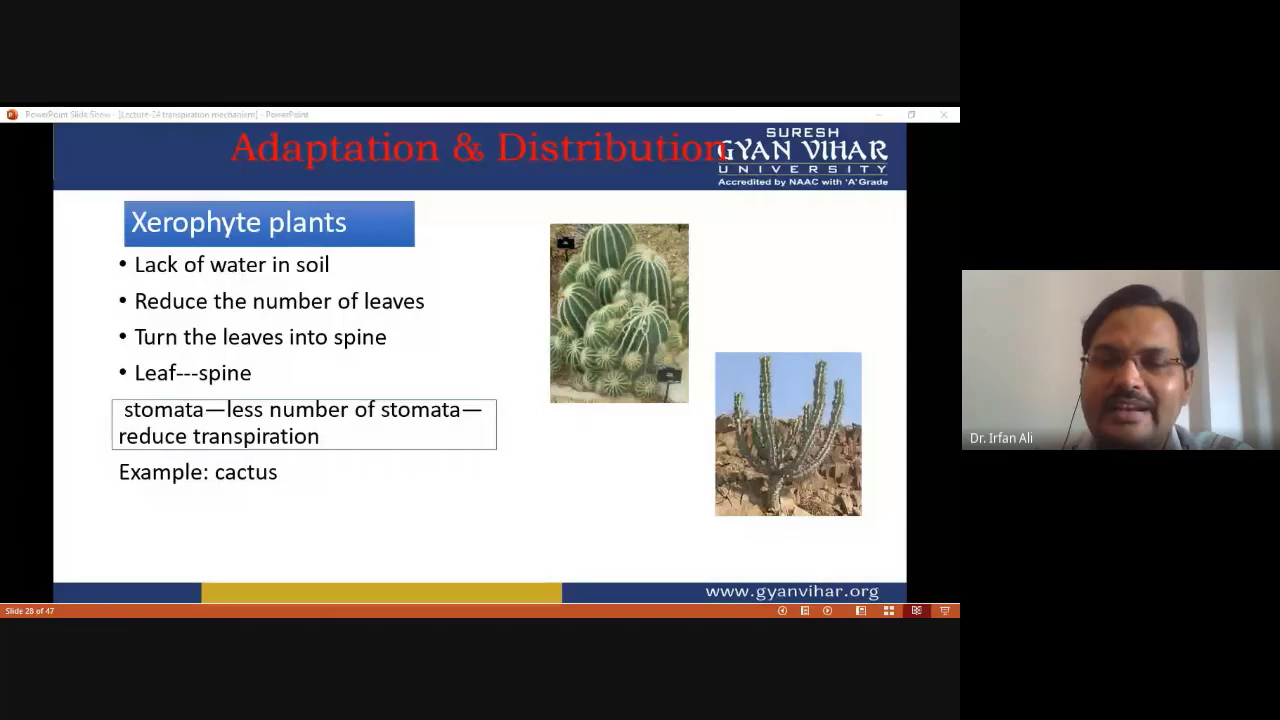 PowerPoint Slide Show - [Lecture-24 transpiration mechanism] - PowerPoint
Adaptation & Distribution
SURESH
GYAN VIHAR
UNIVERSITY
Accredited by NAAC with 'A' Grade
Xerophyte plants
• Lack of water in soil
• Reduce the number of leaves
• Turn the leaves into spine
• Leaf---spine
stomata—less number of stomata—
reduce transpiration
Example: cactus
Dr. Irfan Ali
www.gyanvihar.org
Slide 28 of 47